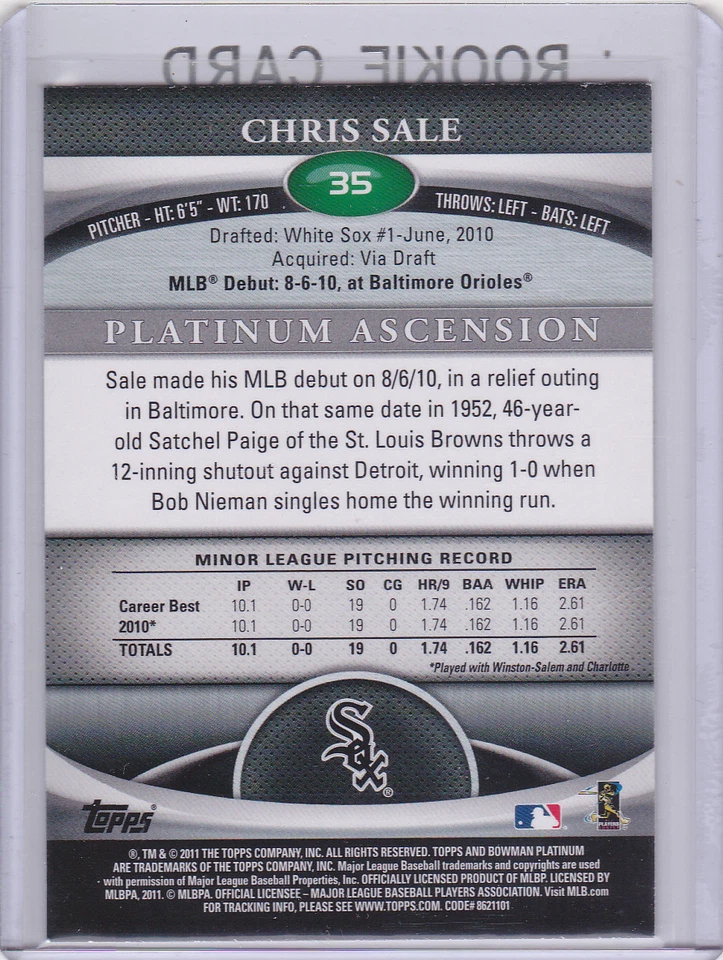 ROOKIE CARD
CHRIS SALE
35
PITCHER - HT: 6'5" - WT: 170
THROWS: LEFT - BATS: LEFT
Drafted: White Sox #1-June, 2010
Acquired: Via Draft
MLB® Debut: 8-6-10, at Baltimore Orioles®
PLATINUM ASCENSION
Sale made his MLB debut on 8/6/10, in a relief outing
in Baltimore. On that same date in 1952, 46-year-
old Satchel Paige of the St. Louis Browns throws a
12-inning shutout against Detroit, winning 1-0 when
Bob Nieman singles home the winning run.
MINOR LEAGUE PITCHING RECORD
IP W-L SO CG HR/9 BAA WHIP ERA
Career Best 10.1 0-0 19 0 1.74 .162 1.16 2.61
2010* 10.1 0-0 19 0 1.74 .162 1.16 2.61
TOTALS 10.1 0-0 19 0 1.74 .162 1.16 2.61
*Played with Winston-Salem and Charlotte.
Sox®
Topps®
PLAYERS
®, TM & © 2011 THE TOPPS COMPANY, INC. ALL RIGHTS RESERVED. TOPPS AND BOWMAN PLATINUM
ARE TRADEMARKS OF THE TOPPS COMPANY, INC. Major League Baseball trademarks and copyrights are used
with permission of Major League Baseball Properties, Inc. OFFICIALLY LICENSED PRODUCT OF MLBP. LICENSED BY
MLBPA, 2011. © MLBPA. OFFICIAL LICENSEE – MAJOR LEAGUE BASEBALL PLAYERS ASSOCIATION. Visit MLB.com
FOR TRACKING INFO, PLEASE SEE WWW.TOPPS.COM. CODE# 8621101